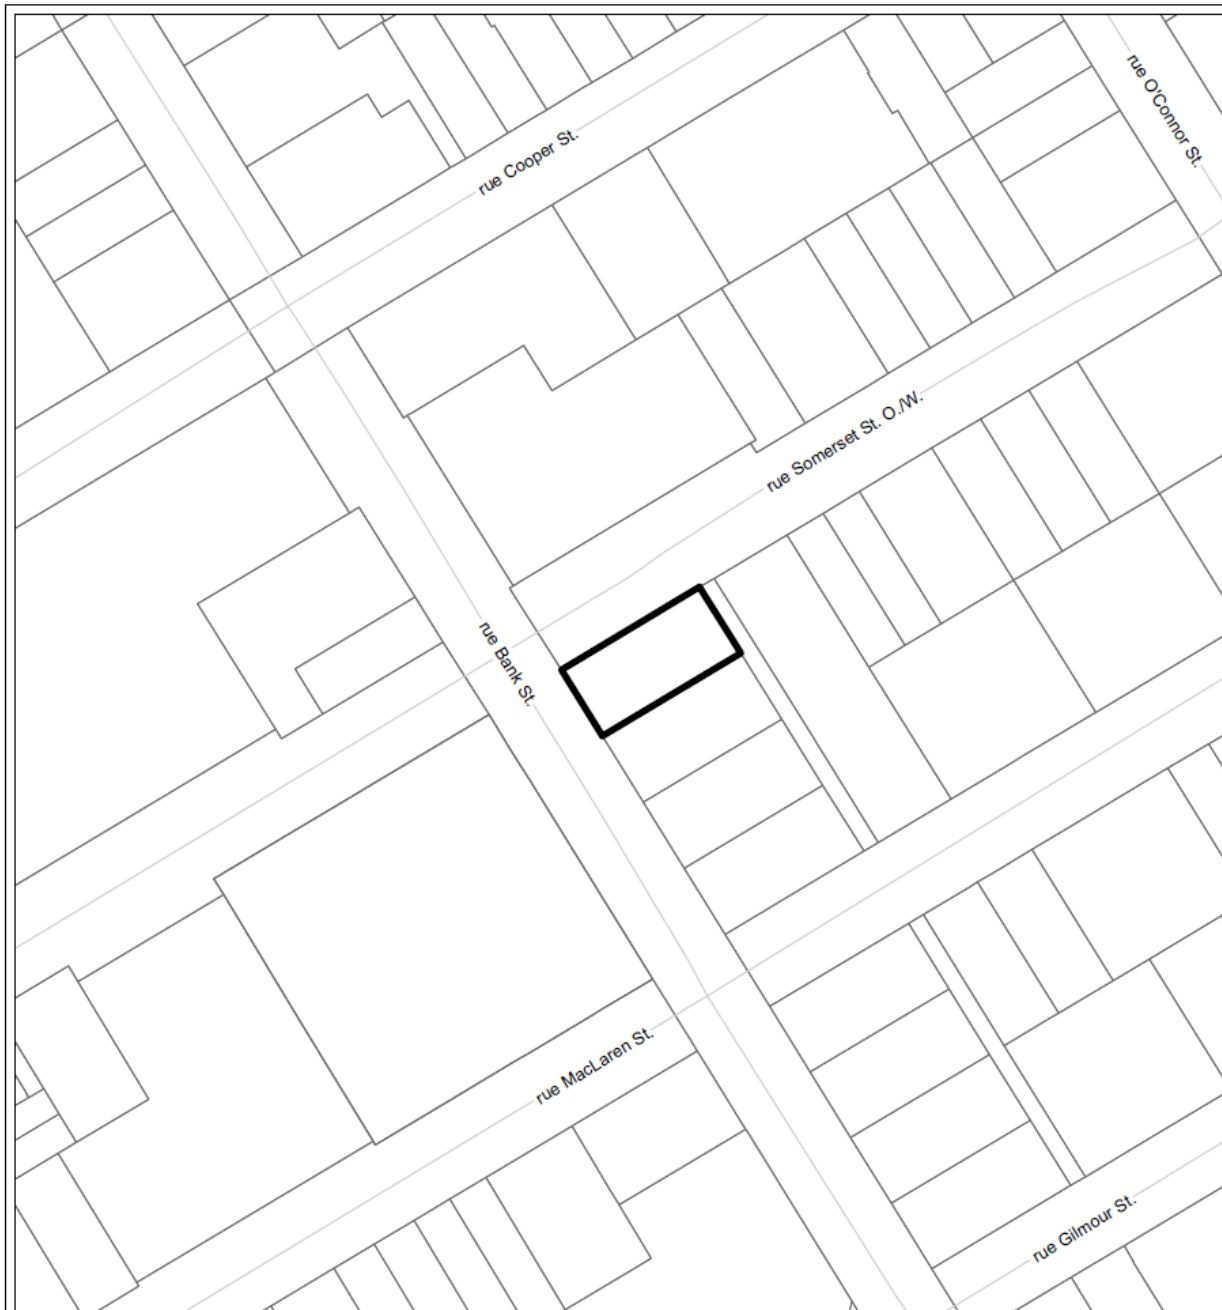 rue O'Connor St.
rue Cooper St.
rue Somerset St. O./W.
rue Bank St.
rue MacLaren St.
rue Gilmour St.